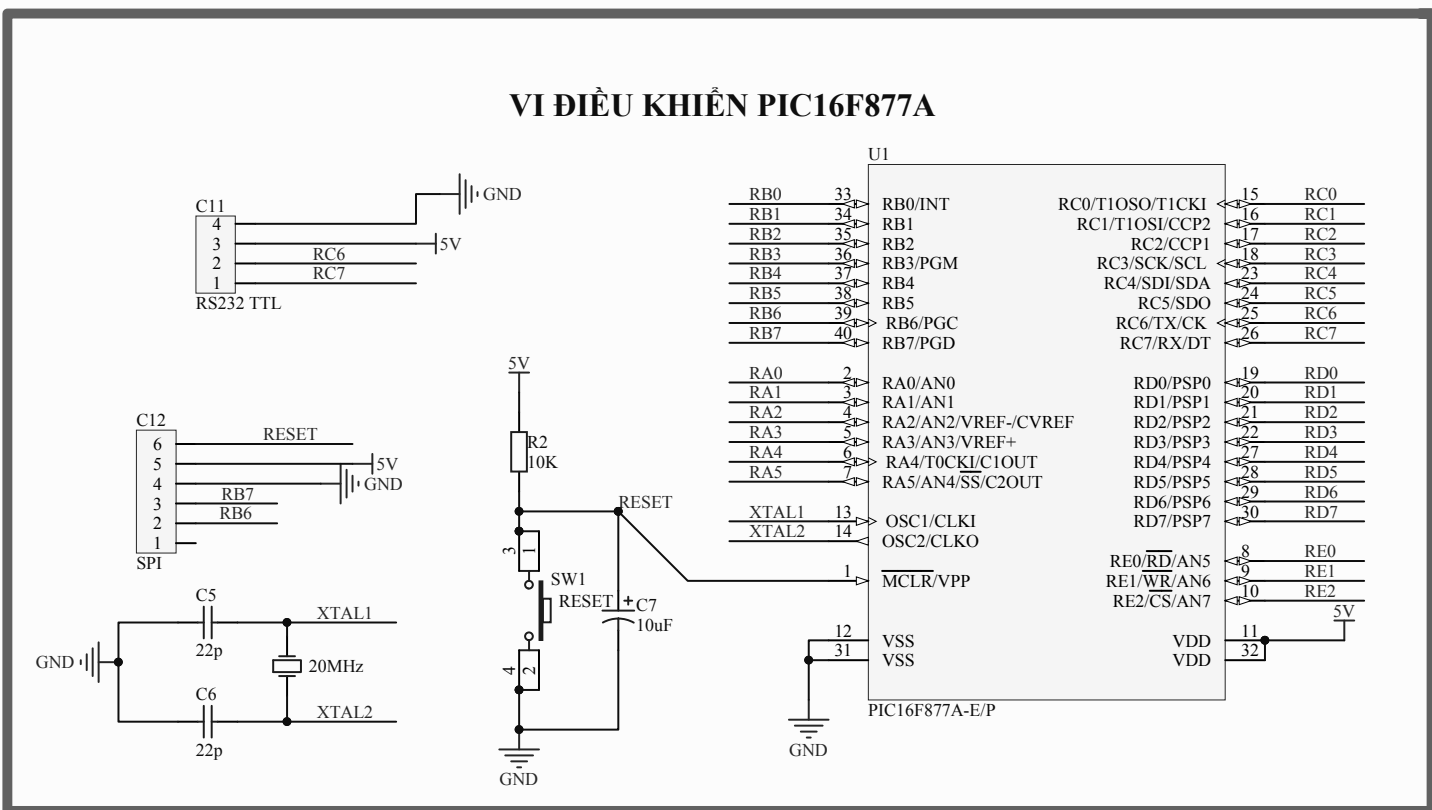 VI ĐIỀU KHIỂN PIC16F877A
C11
4
3
2
1
RS232 TTL
GND
5V
RC6
RC7
C12
6
5
4
3
2
1
SPI
RESET
5V
GND
RB7
RB6
C5
22p
XTAL1
GND
20MHz
C6
22p
XTAL2
5V
R2
10K
RESET
3
1
SW1
RESET
4
2
+
C7
10uF
GND
U1
RB0 33 RB0/INT
RB1 34 RB1
RB2 35 RB2
RB3 36 RB3/PGM
RB4 37 RB4
RB5 38 RB5
RB6 39 RB6/PGC
RB7 40 RB7/PGD
RA0 2 RA0/AN0
RA1 3 RA1/AN1
RA2 4 RA2/AN2/VREF-/CVREF
RA3 5 RA3/AN3/VREF+
RA4 6 RA4/T0CKI/C1OUT
RA5 7 RA5/AN4/SS/C2OUT
XTAL1 13 OSC1/CLKI
XTAL2 14 OSC2/CLKO
1 MCLR/VPP
12 VSS
31 VSS
GND
RC0/T1OSO/T1CKI 15 RC0
RC1/T1OSI/CCP2 16 RC1
RC2/CCP1 17 RC2
RC3/SCK/SCL 18 RC3
RC4/SDI/SDA 23 RC4
RC5/SDO 24 RC5
RC6/TX/CK 25 RC6
RC7/RX/DT 26 RC7
RD0/PSP0 19 RD0
RD1/PSP1 20 RD1
RD2/PSP2 21 RD2
RD3/PSP3 22 RD3
RD4/PSP4 27 RD4
RD5/PSP5 28 RD5
RD6/PSP6 29 RD6
RD7/PSP7 30 RD7
RE0/RD/AN5 8 RE0
RE1/WR/AN6 9 RE1
RE2/CS/AN7 10 RE2
5V
VDD 11
VDD 32
PIC16F877A-E/P